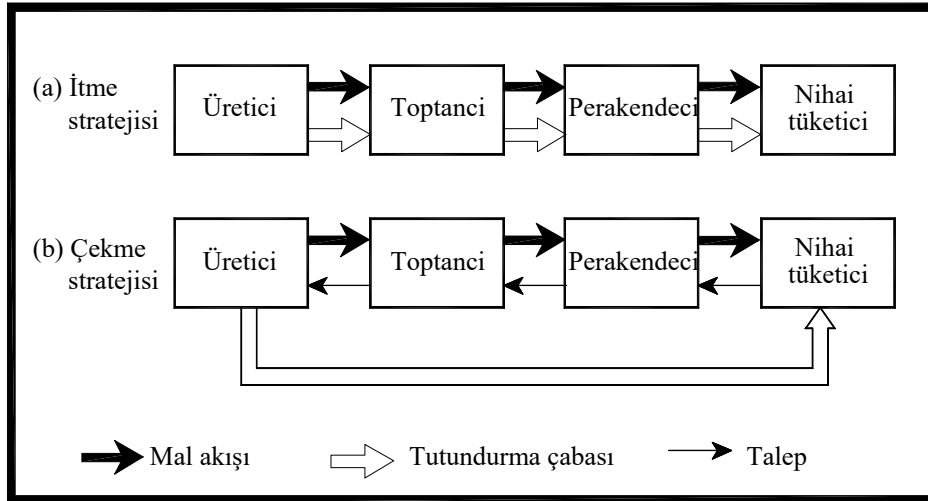 (a) İtme
stratejisi
Üretici
Toptanci
Perakendeci
Nihai
tüketici
(b) Çekme
stratejisi
Üretici
Toptanci
Perakendeci
Nihai
tüketici
Mal akışı
Tutundurma çabası
Talep